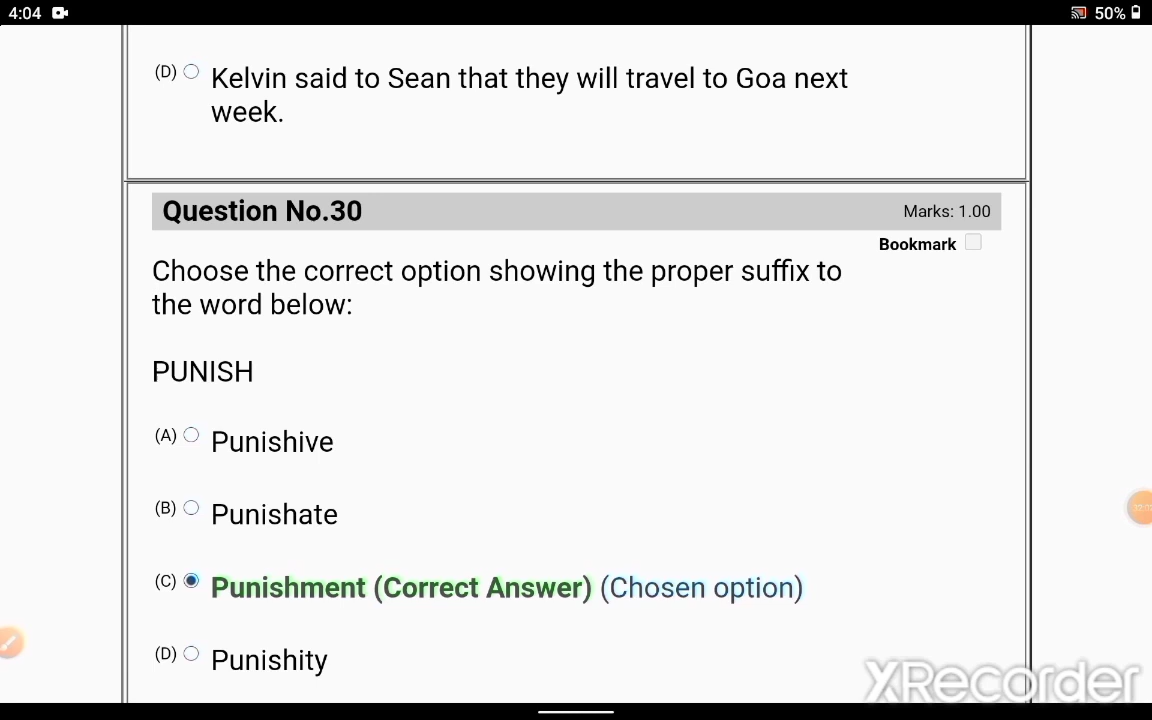 4:04
50%
(D) Kelvin said to Sean that they will travel to Goa next
week.
Question No.30
Marks: 1.00
Bookmark
Choose the correct option showing the proper suffix to
the word below:
PUNISH
(A) Punishive
(B) Punishate
(C) Punishment (Correct Answer) (Chosen option)
(D) Punishity
XRecorder